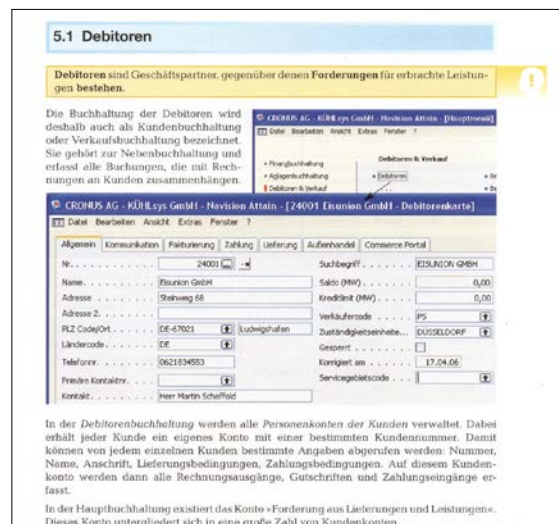 5.1 Debitoren
Debitoren sind Geschäftspartner, gegenüber denen Forderungen für erbrachte Leistun-
gen bestehen.
Die Buchhaltung der Debitoren wird
deshalb auch als Kundenbuchhaltung
oder Verkaufsbuchhaltung bezeichnet.
Sie gehört zur Nebenbuchhaltung und
erfasst alle Buchungen, die mit Rech-
nungen an Kunden zusammenhängen.
CRONUS AG - KÜHLsys GmbH - Navision Attain - [Hauptmenü]
Datei Bearbeiten Ansicht Extras Fenster ?
Debitoren & Verkauf
Finanzbuchhaltung
Debitoren
Debitoren & Verkauf
CRONUS AG - KÜHLsys GmbH - Navision Attain - [24001 Eisunion GmbH - Debitorenkarte]
Datei Bearbeiten Ansicht Extras Fenster ?
Allgemein Kommunikation Fakturierung Zahlung Lieferung Außenhandel Commerce Portal
Nr. 24001 Suchbegriff EISUNION GMBH
Name Eisunion GmbH Saldo (MW) 0,00
Adresse Steinweg 68 Kreditlimit (MW) 0,00
Adresse 2 Verkäufercode PS
PLZ Code/Ort DE-67021 Ludwigshafen Zuständigkeitseinheite... DÜSSELDORF
Ländercode DE Gesperrt
Telefonnr. 0621834553 Korrigiert am 17.04.06
Primäre Kontaktnr. Servicegebietscode
Kontakt Herr Martin Scheffold
In der Debitorenbuchhaltung werden alle Personenkonten der Kunden verwaltet. Dabei
erhält jeder Kunde ein eigenes Konto mit einer bestimmten Kundennummer. Damit
können von jedem einzelnen Kunden bestimmte Angaben abgerufen werden: Nummer,
Name, Anschrift, Lieferungsbedingungen, Zahlungsbedingungen. Auf diesem Kunden-
konto werden dann alle Rechnungsausgänge, Gutschriften und Zahlungseingänge er-
fasst.
In der Hauptbuchhaltung existiert das Konto »Forderung aus Lieferungen und Leistungen«.
Dieses Konto untergliedert sich in eine große Zahl von Kundenkonten.